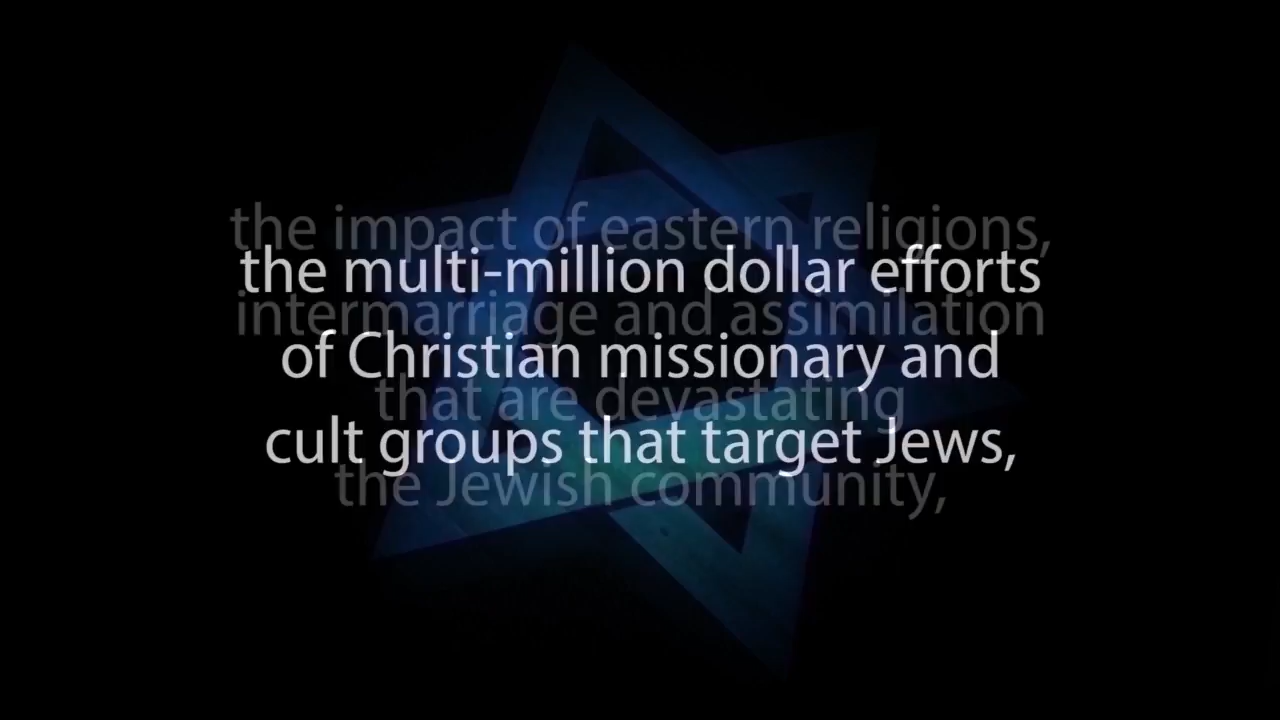 the impact of eastern religions,
the multi-million dollar efforts
intermarriage and assimilation
of Christian missionary and
that are devastating
cult groups that target Jews,
the Jewish community,